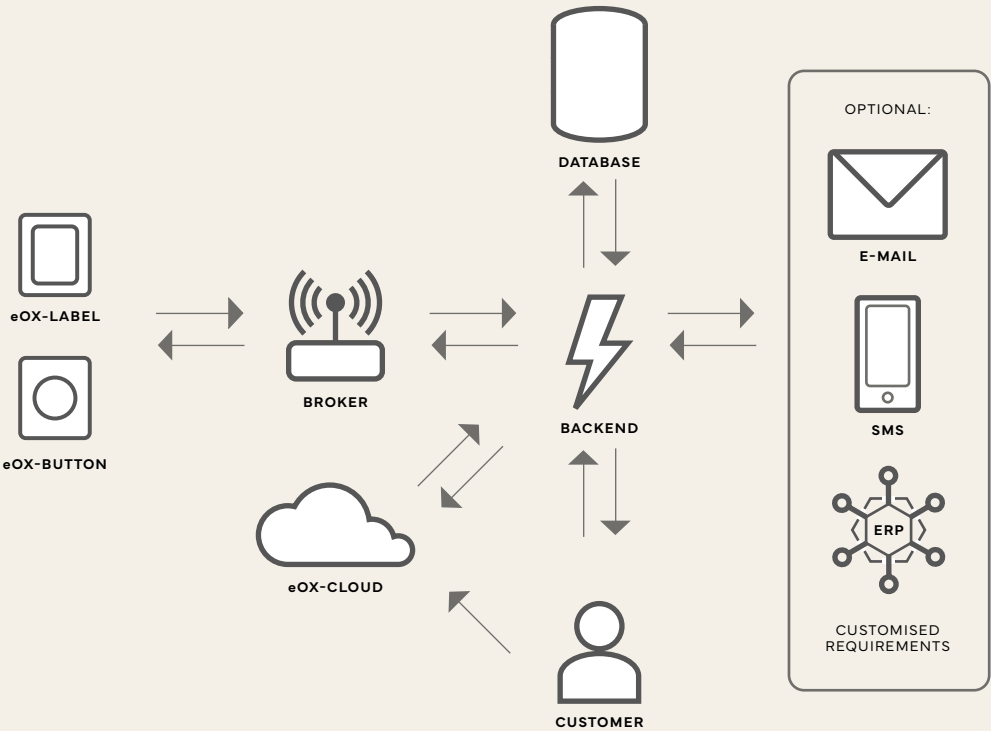 DATABASE
OPTIONAL:
E-MAIL
eOX-LABEL
BROKER
BACKEND
SMS
eOX-BUTTON
ERP
eOX-CLOUD
CUSTOMISED
REQUIREMENTS
CUSTOMER